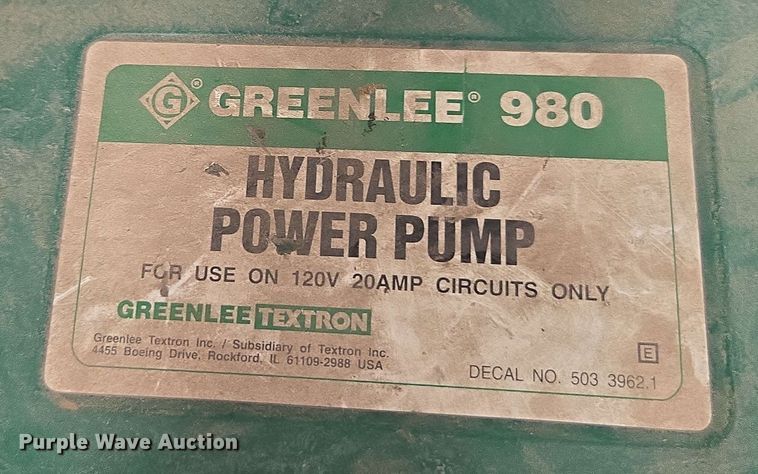 G® GREENLEE® 980
HYDRAULIC
POWER PUMP
FOR USE ON 120V 20AMP CIRCUITS ONLY
GREENLEE TEXTRON
Greenlee Textron Inc. / Subsidiary of Textron Inc.
4455 Boeing Drive, Rockford, IL 61109-2988 USA
E
DECAL NO. 503 3962.1
Purple Wave Auction